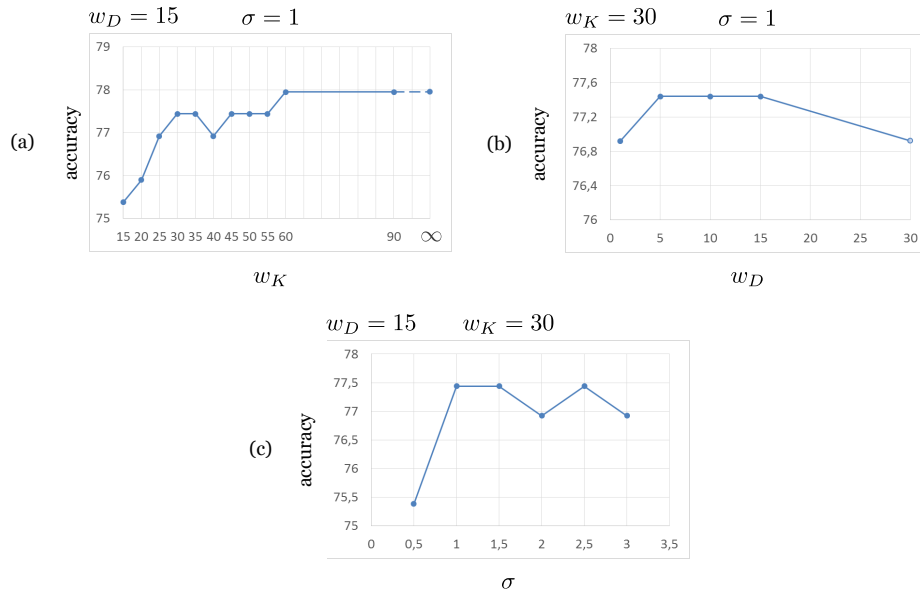 w_D = 15 σ = 1
79
78
77
76
75
15 20 25 30 35 40 45 50 55 60 90 ∞
accuracy
(a)
w_K
w_K = 30 σ = 1
78
77,6
77,2
76,8
76,4
76
0 5 10 15 20 25 30
accuracy
(b)
w_D
w_D = 15 w_K = 30
78
77,5
77
76,5
76
75,5
75
0 0,5 1 1,5 2 2,5 3 3,5
accuracy
(c)
σ